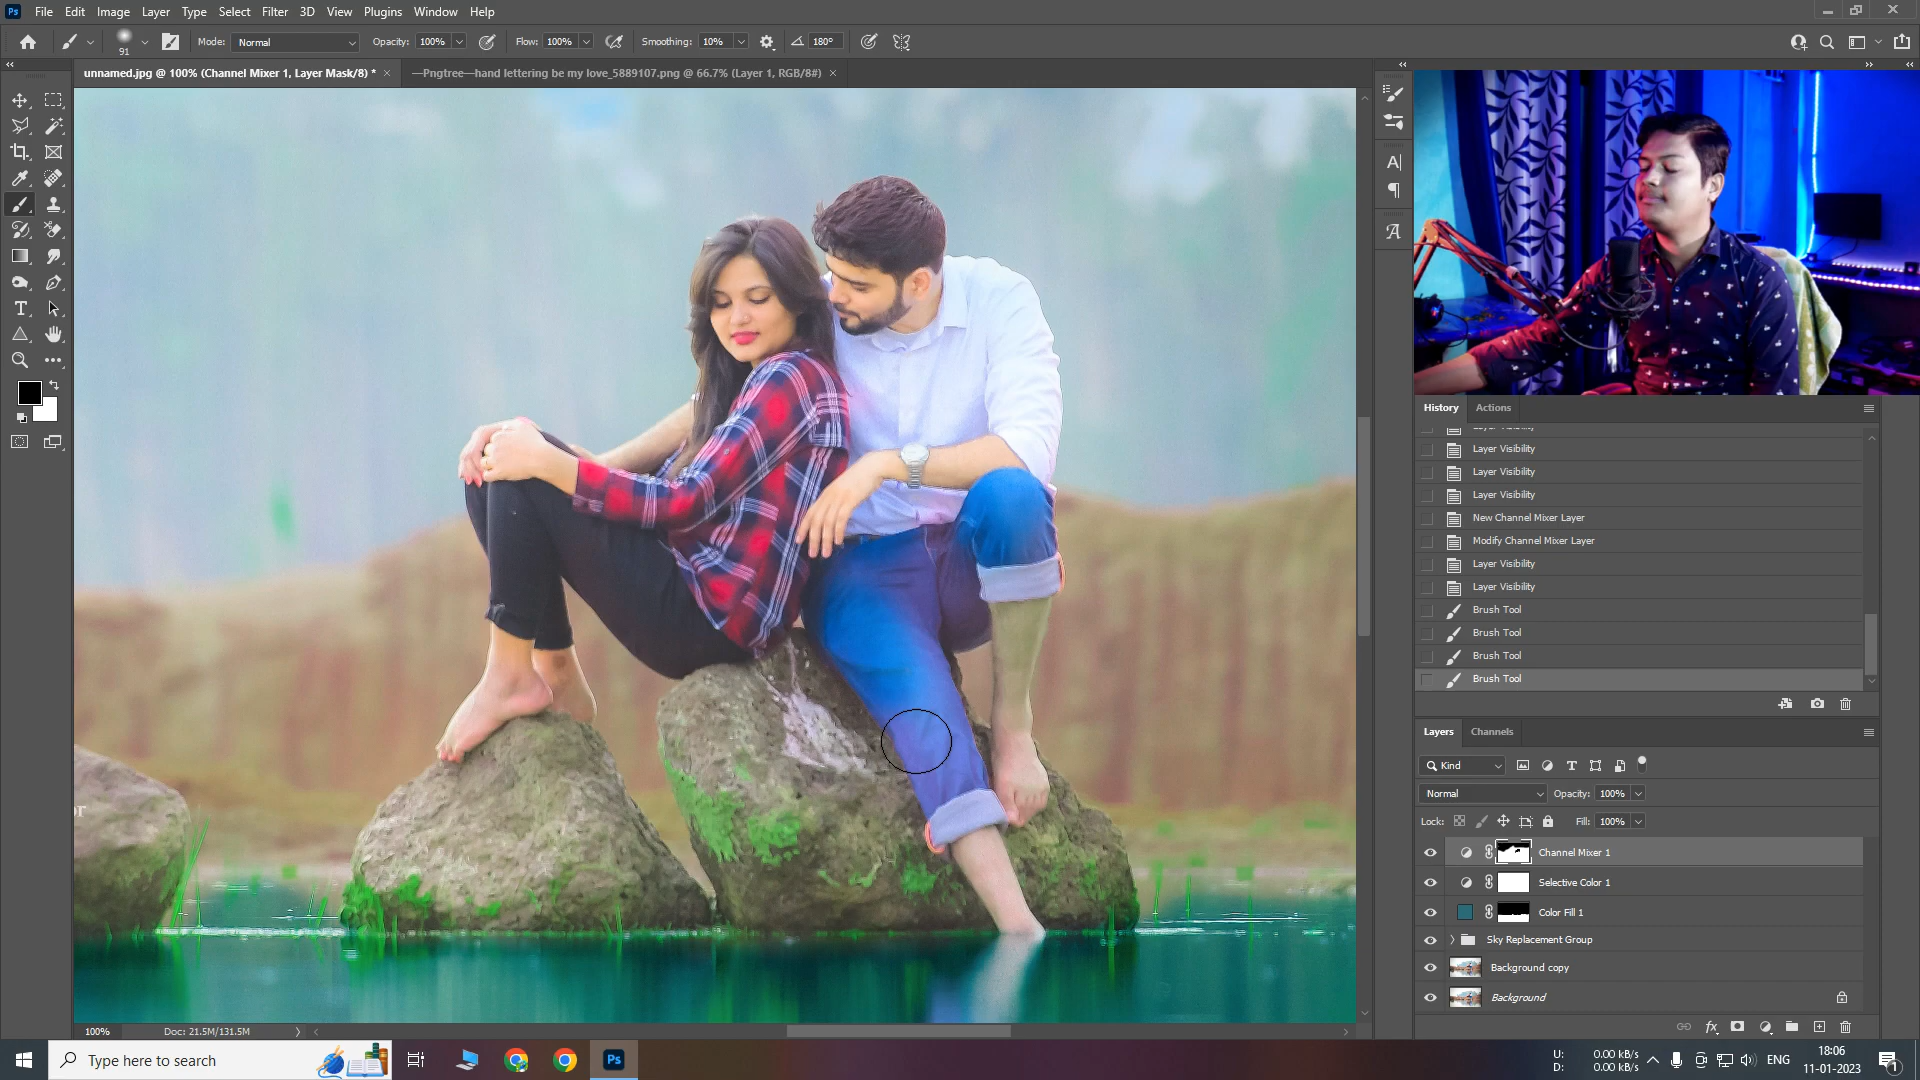 Ps File Edit Image Layer Type Select Filter 3D View Plugins Window Help
91 Mode: Normal Opacity: 100% Flow: 100% Smoothing: 10% 180°
unnamed.jpg @ 100% (Channel Mixer 1, Layer Mask/8) * × —Pngtree—hand lettering be my love_5889107.png @ 66.7% (Layer 1, RGB/8#) ×
or
History Actions
Layer Visibility
Layer Visibility
Layer Visibility
Layer Visibility
New Channel Mixer Layer
Modify Channel Mixer Layer
Layer Visibility
Layer Visibility
Brush Tool
Brush Tool
Brush Tool
Brush Tool
Layers Channels
Kind
Normal Opacity: 100%
Lock: Fill: 100%
Channel Mixer 1
Selective Color 1
Color Fill 1
Sky Replacement Group
Background copy
Background
fx
100% Doc: 21.5M/131.5M
Type here to search
Ps
U: 0.00 kB/s
D: 0.00 kB/s
ENG
18:06
11-01-2023
1